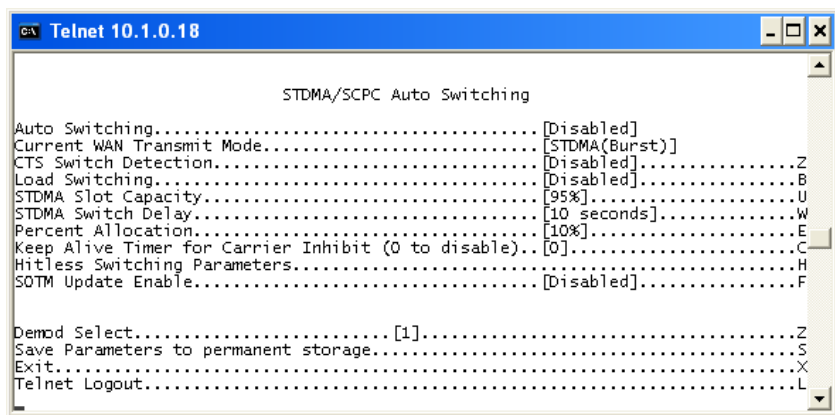 Telnet 10.1.0.18
STDMA/SCPC Auto Switching
Auto Switching...................................[Disabled]
Current WAN Transmit Mode.........................[STDMA(Burst)]
CTS Switch Detection..............................[Disabled]..............Z
Load Switching...................................[Disabled]..............B
STDMA Slot Capacity...............................[95%]...................U
STDMA Switch Delay................................[10 seconds]............W
Percent Allocation................................[10%]...................E
Keep Alive Timer for Carrier Inhibit (0 to disable)..[0].....................C
Hitless Switching Parameters..............................................H
SOTM Update Enable................................[Disabled]..............F
Demod Select.........................[1]....................................Z
Save Parameters to permanent storage........................................S
Exit........................................................................X
Telnet Logout...............................................................L